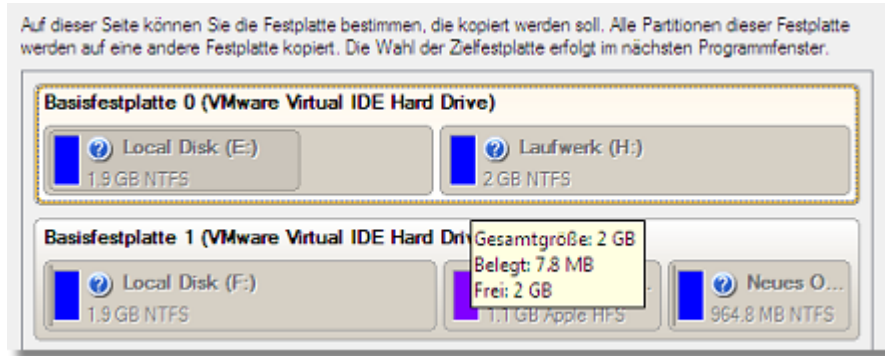 Auf dieser Seite können Sie die Festplatte bestimmen, die kopiert werden soll. Alle Partitionen dieser Festplatte
werden auf eine andere Festplatte kopiert. Die Wahl der Zielfestplatte erfolgt im nächsten Programmfenster.
Basisfestplatte 0 (VMware Virtual IDE Hard Drive)
Local Disk (E:)
1.9 GB NTFS
Laufwerk (H:)
2 GB NTFS
Basisfestplatte 1 (VMware Virtual IDE Hard
Gesamtgröße: 2 GB
Belegt: 7.8 MB
Frei: 2 GB
Local Disk (F:)
1.9 GB NTFS
1.1 GB Apple HFS
Neues O...
964.8 MB NTFS